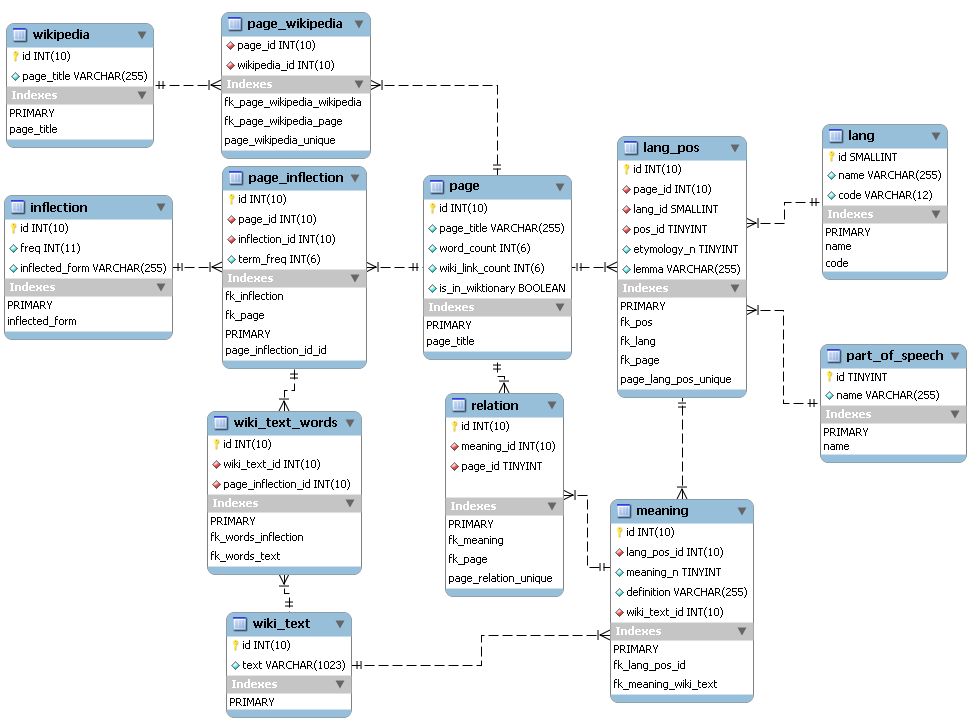 wikipedia
id INT(10)
page_title VARCHAR(255)
Indexes
PRIMARY
page_title
page_wikipedia
page_id INT(10)
wikipedia_id INT(10)
Indexes
fk_page_wikipedia_wikipedia
fk_page_wikipedia_page
page_wikipedia_unique
inflection
id INT(10)
freq INT(11)
inflected_form VARCHAR(255)
Indexes
PRIMARY
inflected_form
page_inflection
id INT(10)
page_id INT(10)
inflection_id INT(10)
term_freq INT(6)
Indexes
fk_inflection
fk_page
PRIMARY
page_inflection_id_id
page
id INT(10)
page_title VARCHAR(255)
word_count INT(6)
wiki_link_count INT(6)
is_in_wiktionary BOOLEAN
Indexes
PRIMARY
page_title
lang_pos
id INT(10)
page_id INT(10)
lang_id SMALLINT
pos_id TINYINT
etymology_n TINYINT
lemma VARCHAR(255)
Indexes
PRIMARY
fk_pos
fk_lang
fk_page
page_lang_pos_unique
lang
id SMALLINT
name VARCHAR(255)
code VARCHAR(12)
Indexes
PRIMARY
name
code
part_of_speech
id TINYINT
name VARCHAR(255)
Indexes
PRIMARY
name
wiki_text_words
id INT(10)
wiki_text_id INT(10)
page_inflection_id INT(10)
Indexes
PRIMARY
fk_words_inflection
fk_words_text
relation
id INT(10)
meaning_id INT(10)
page_id TINYINT
Indexes
PRIMARY
fk_meaning
fk_page
page_relation_unique
meaning
id INT(10)
lang_pos_id INT(10)
meaning_n TINYINT
definition VARCHAR(255)
wiki_text_id INT(10)
Indexes
PRIMARY
fk_lang_pos_id
fk_meaning_wiki_text
wiki_text
id INT(10)
text VARCHAR(1023)
Indexes
PRIMARY